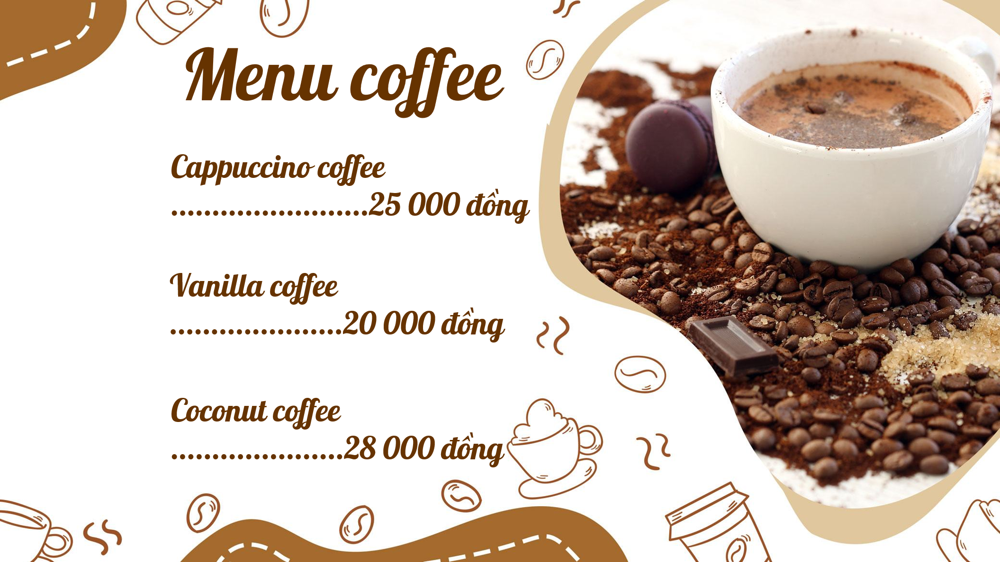 Menu coffee
Cappuccino coffee
.......................25 000 đồng
Vanilla coffee
....................20 000 đồng
Coconut coffee
....................28 000 đồng